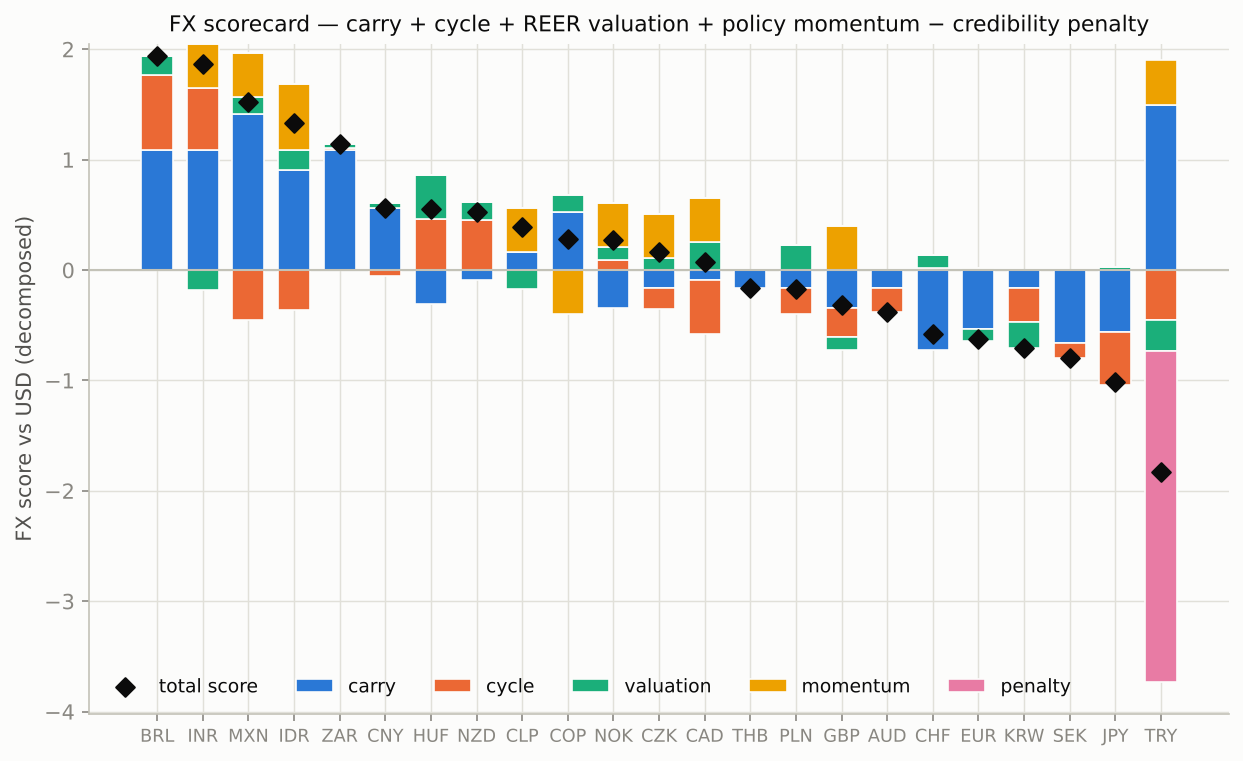 FX scorecard — carry + cycle + REER valuation + policy momentum − credibility penalty
FX score vs USD (decomposed)
2
1
0
−1
−2
−3
−4
total score
carry
cycle
valuation
momentum
penalty
BRL INR MXN IDR ZAR CNY HUF NZD CLP COP NOK CZK CAD THB PLN GBP AUD CHF EUR KRW SEK JPY TRY